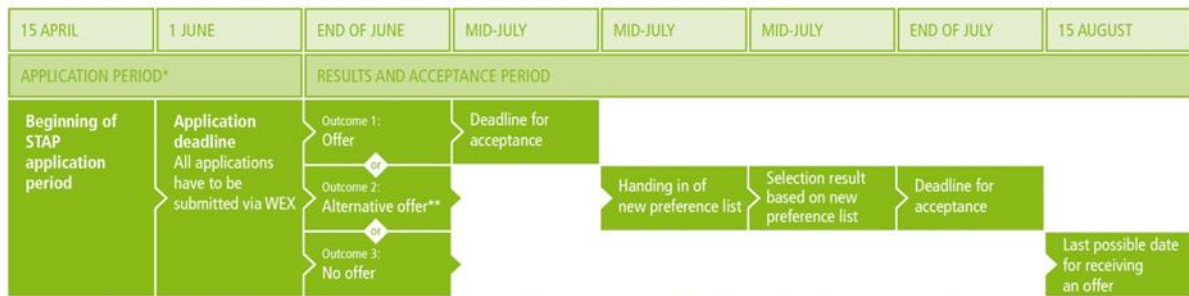 15 APRIL
1 JUNE
END OF JUNE
MID-JULY
MID-JULY
MID-JULY
END OF JULY
15 AUGUST
APPLICATION PERIOD*
RESULTS AND ACCEPTANCE PERIOD
Beginning of
STAP
application
period
Application
deadline
All applications
have to be
submitted via WEX
Outcome 1:
Offer
or
Outcome 2:
Alternative offer**
or
Outcome 3:
No offer
Deadline for
acceptance
Handing in of
new preference list
Selection result
based on new
preference list
Deadline for
acceptance
Last possible date
for receiving
an offer